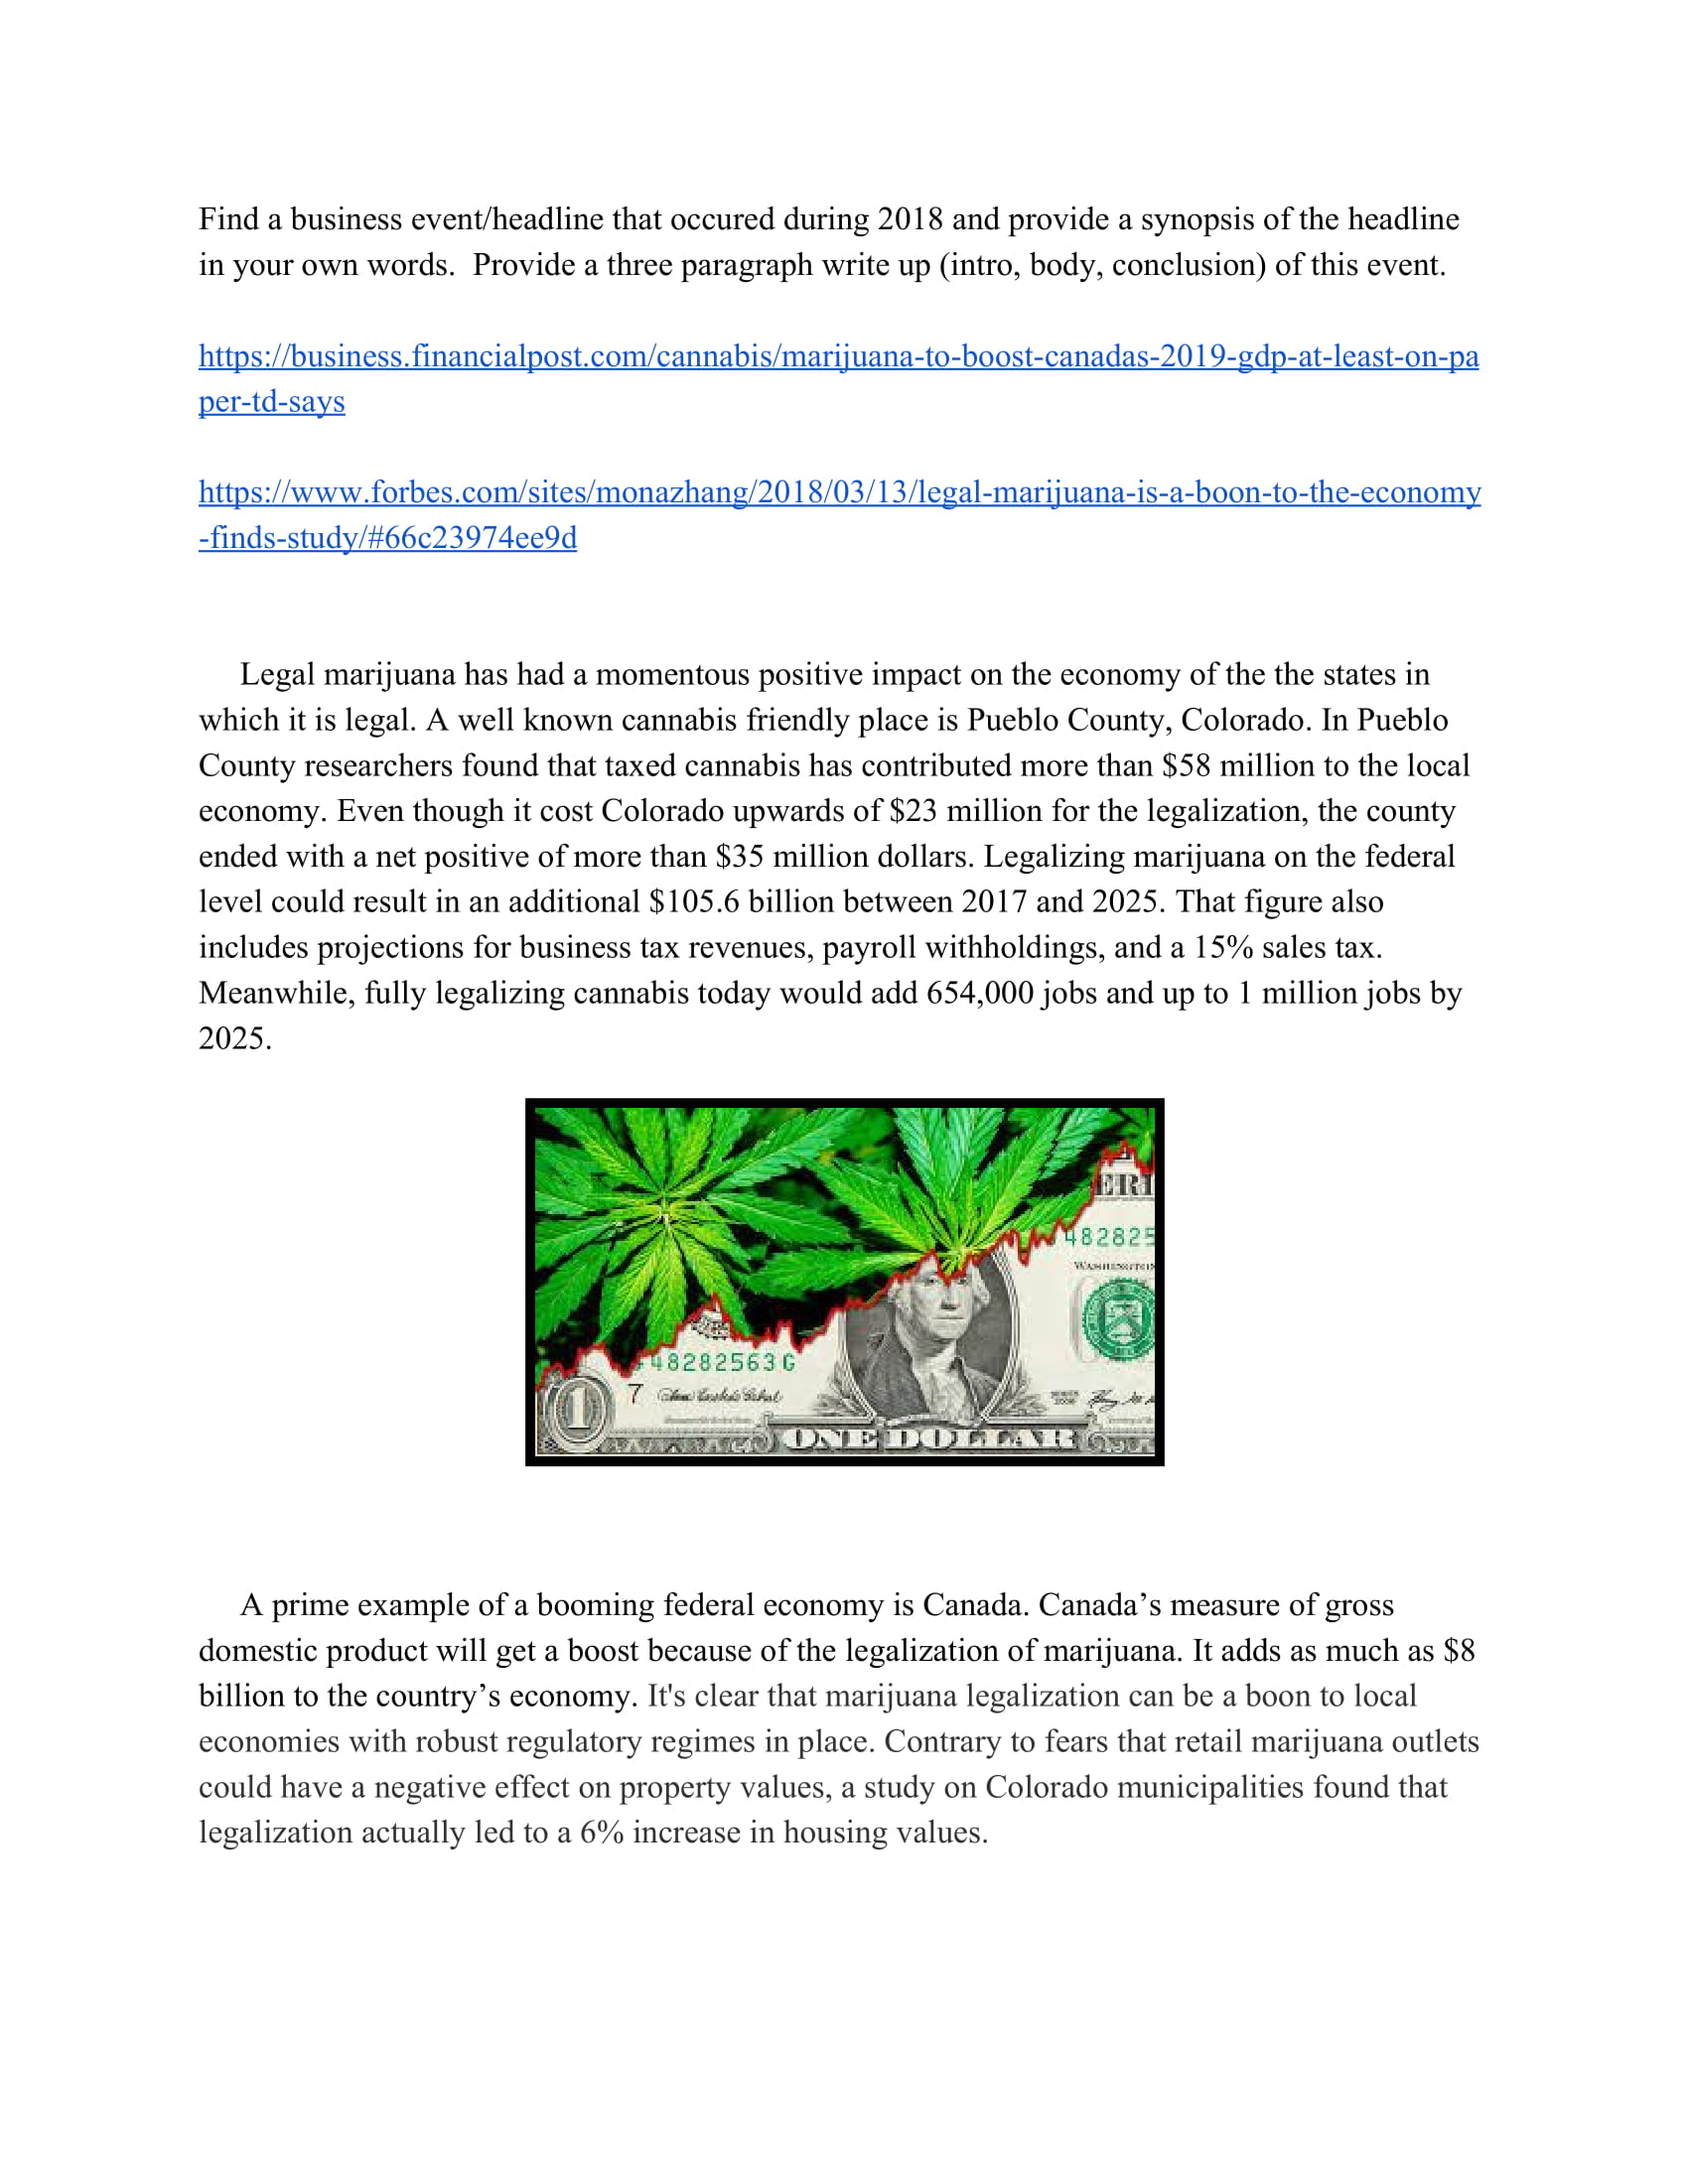 Find a business event/headline that occured during 2018 and provide a synopsis of the headline
in your own words.  Provide a three paragraph write up (intro, body, conclusion) of this event.
https://business.financialpost.com/cannabis/marijuana-to-boost-canadas-2019-gdp-at-least-on-pa
per-td-says
https://www.forbes.com/sites/monazhang/2018/03/13/legal-marijuana-is-a-boon-to-the-economy
-finds-study/#66c23974ee9d
Legal marijuana has had a momentous positive impact on the economy of the the states in
which it is legal. A well known cannabis friendly place is Pueblo County, Colorado. In Pueblo
County researchers found that taxed cannabis has contributed more than $58 million to the local
economy. Even though it cost Colorado upwards of $23 million for the legalization, the county
ended with a net positive of more than $35 million dollars. Legalizing marijuana on the federal
level could result in an additional $105.6 billion between 2017 and 2025. That figure also
includes projections for business tax revenues, payroll withholdings, and a 15% sales tax.
Meanwhile, fully legalizing cannabis today would add 654,000 jobs and up to 1 million jobs by
2025.
ERI
482825
WASHINGTON
48282563 G
1
7
ONE DOLLAR
A prime example of a booming federal economy is Canada. Canada’s measure of gross
domestic product will get a boost because of the legalization of marijuana. It adds as much as $8
billion to the country’s economy. It's clear that marijuana legalization can be a boon to local
economies with robust regulatory regimes in place. Contrary to fears that retail marijuana outlets
could have a negative effect on property values, a study on Colorado municipalities found that
legalization actually led to a 6% increase in housing values.